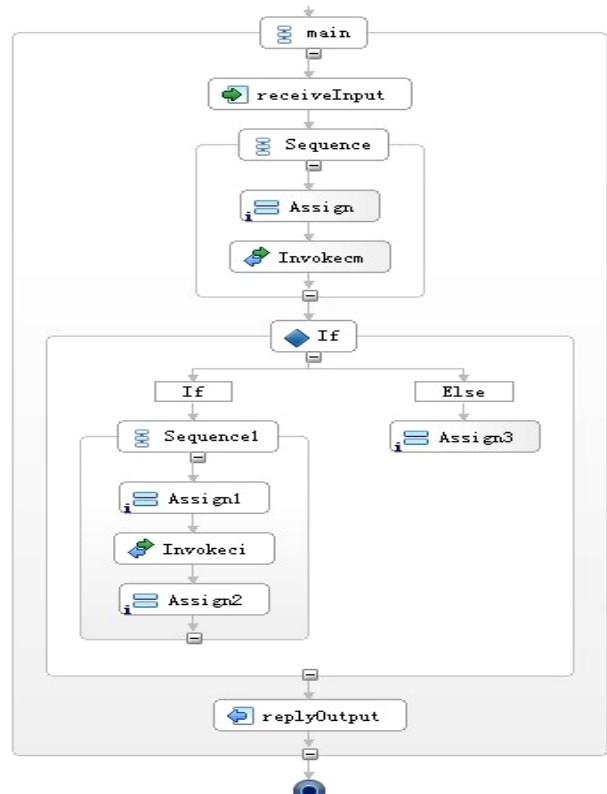 main
receiveInput
Sequence
Assign
Invokecm
If
If
Else
Sequence1
Assign3
Assign1
Invokeci
Assign2
replyOutput